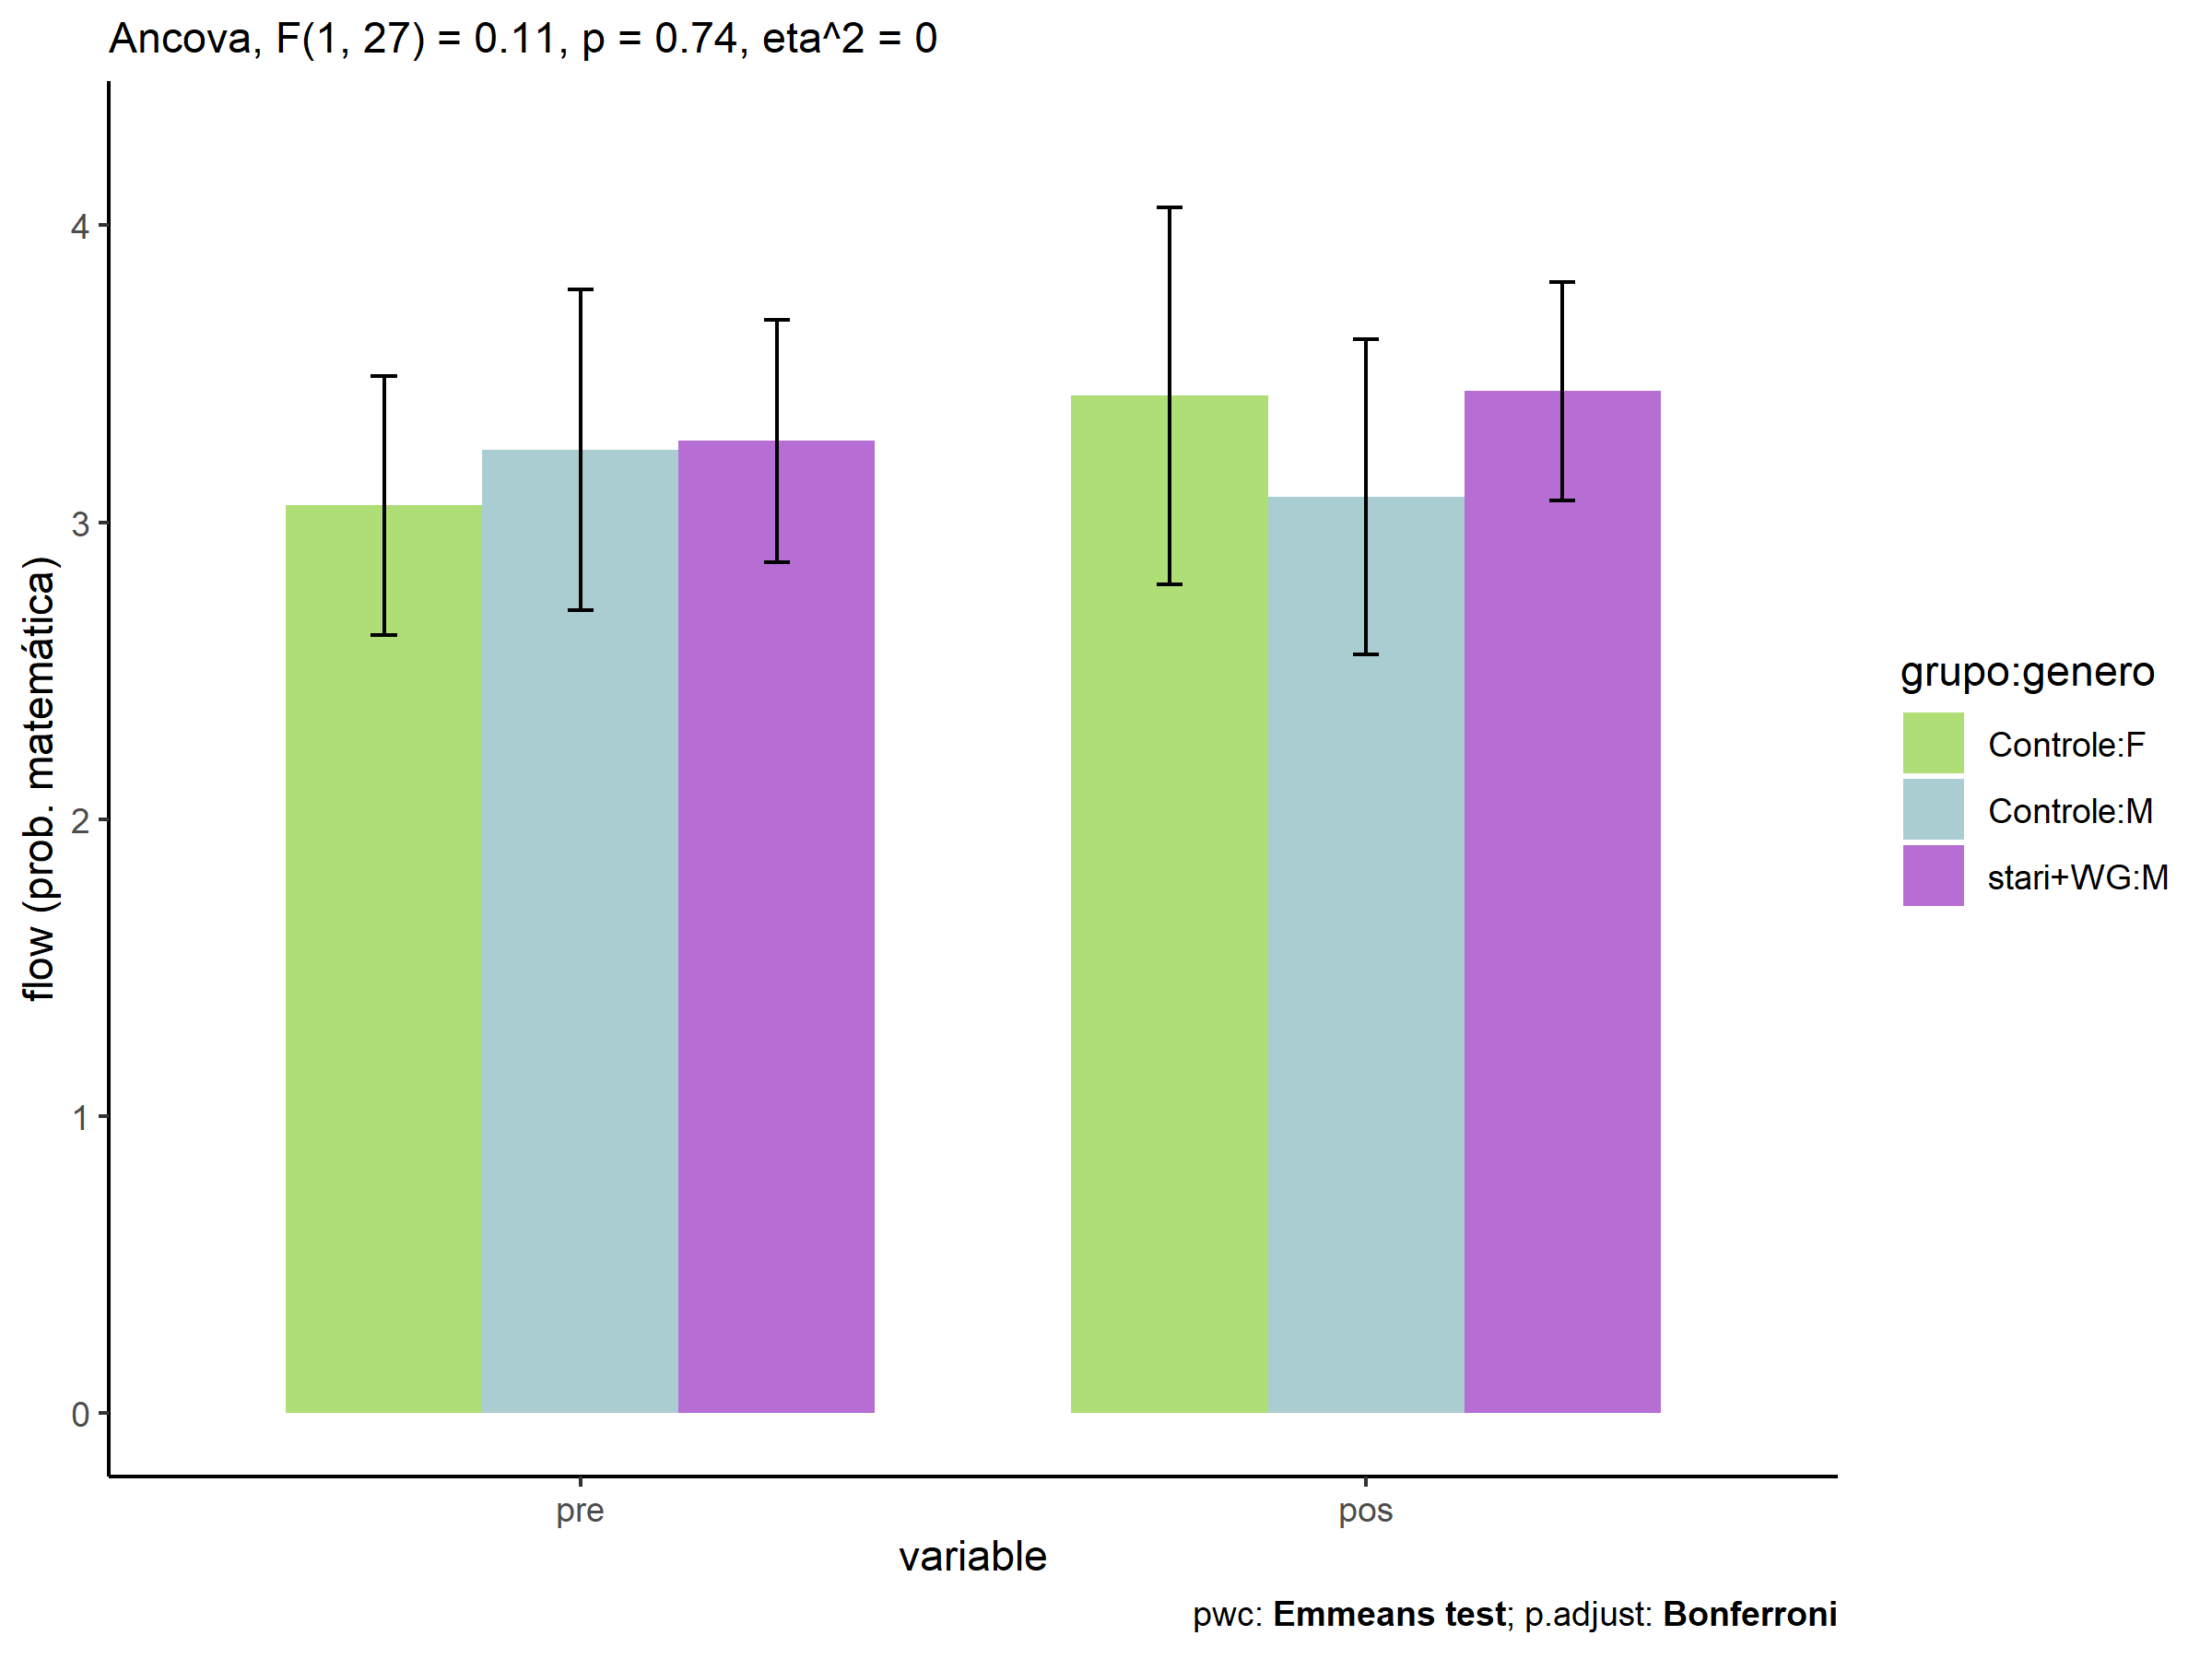 Ancova, F(1, 27) = 0.11, p = 0.74, eta^2 = 0
flow (prob. matemática)
4
3
2
1
0
pre
pos
variable
grupo:genero
Controle:F
Controle:M
stari+WG:M
pwc: Emmeans test; p.adjust: Bonferroni